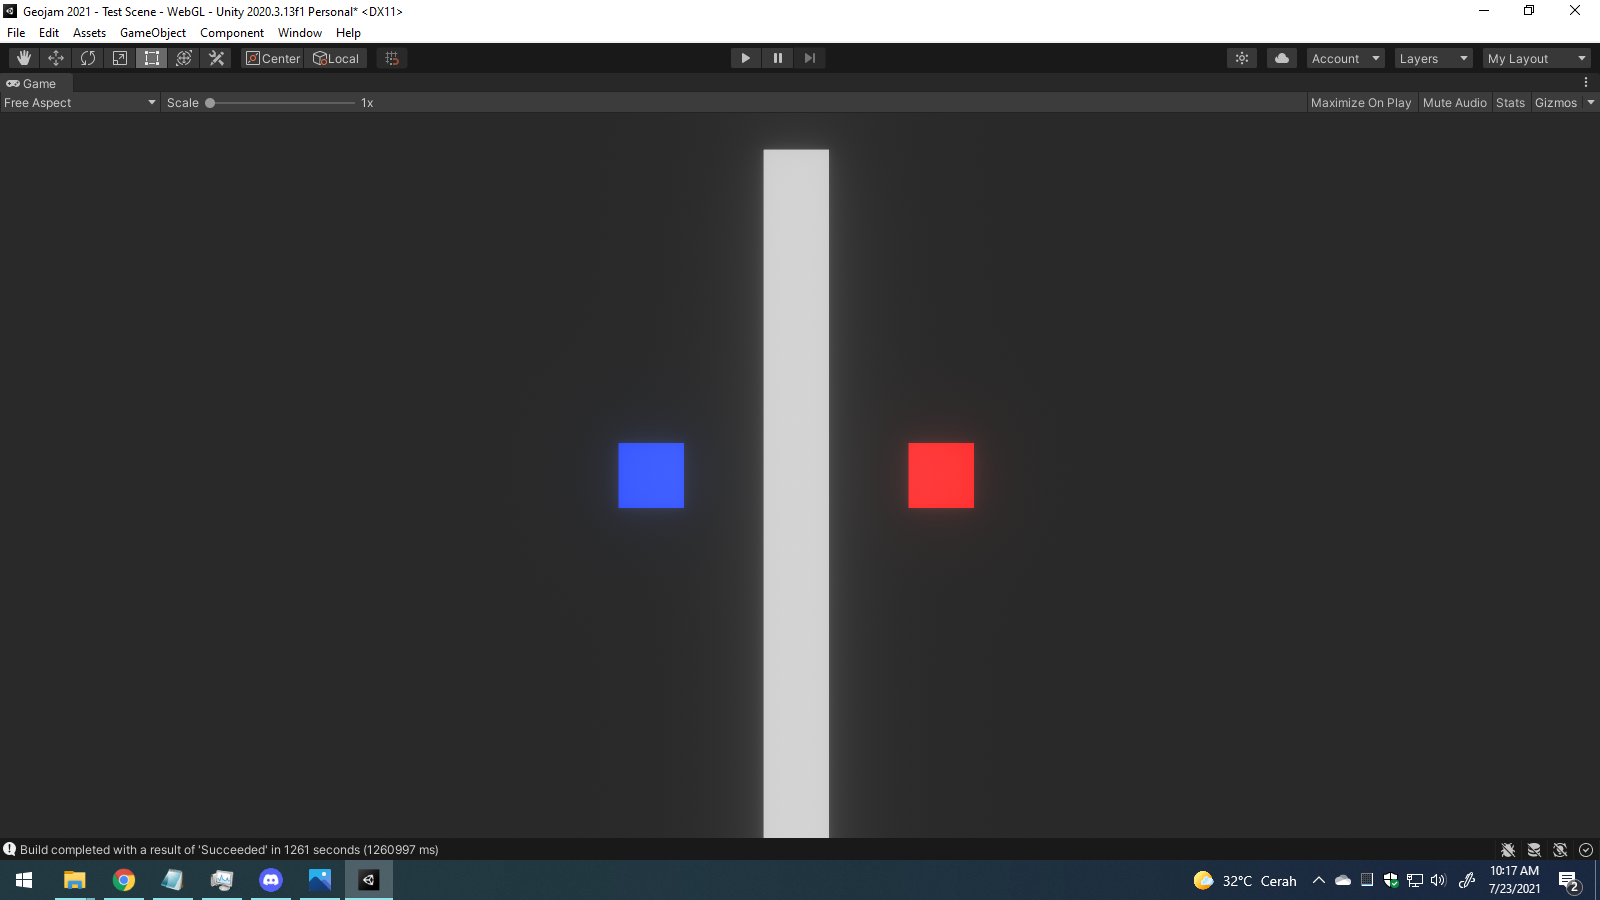 Geojam 2021 - Test Scene - WebGL - Unity 2020.3.13f1 Personal* <DX11>
File Edit Assets GameObject Component Window Help
Center Local Account Layers My Layout
Game
Free Aspect Scale 1x Maximize On Play Mute Audio Stats Gizmos
Build completed with a result of 'Succeeded' in 1261 seconds (1260997 ms)
32°C Cerah 10:17 AM
7/23/2021 2